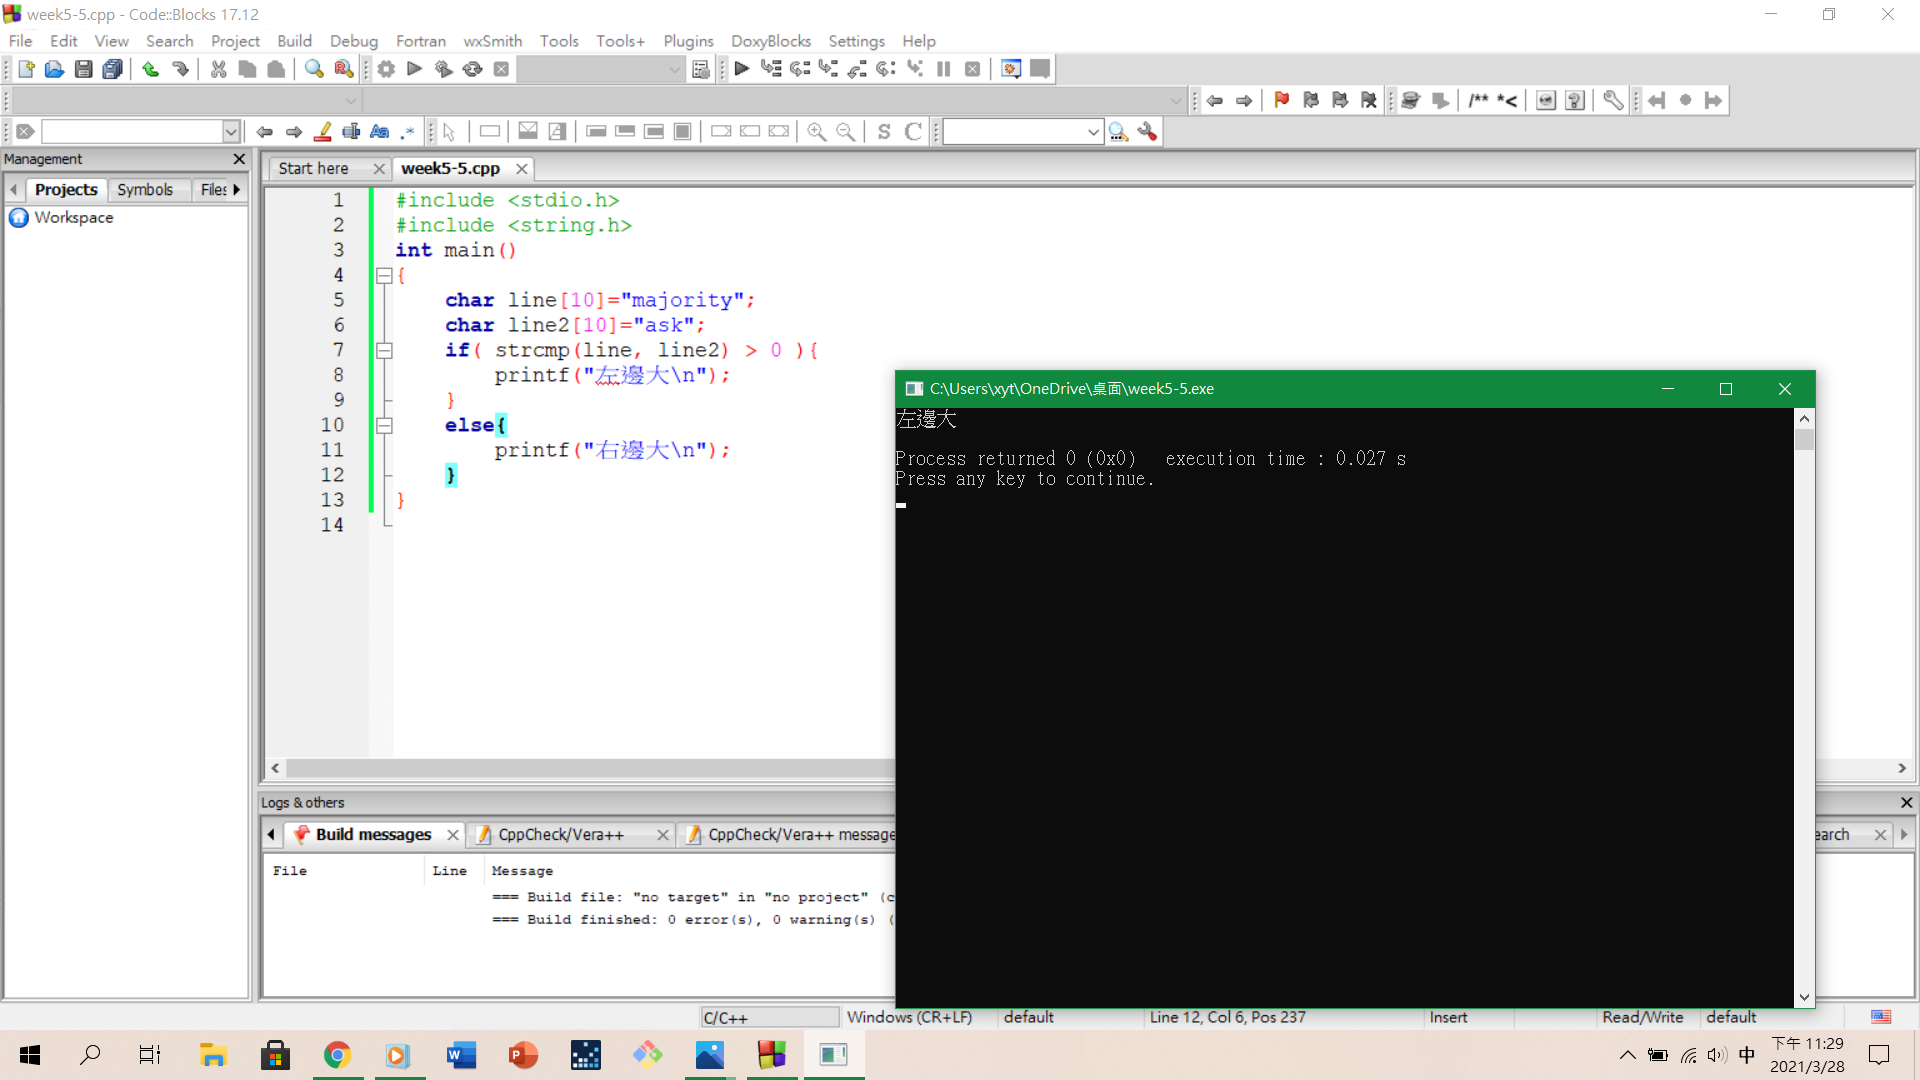 week5-5.cpp - Code::Blocks 17.12
File Edit View Search Project Build Debug Fortran wxSmith Tools Tools+ Plugins DoxyBlocks Settings Help
/** *<
S C
Management
Projects Symbols Files
Workspace
Start here week5-5.cpp
1 #include <stdio.h>
2 #include <string.h>
3 int main()
4 {
5 char line[10]="majority";
6 char line2[10]="ask";
7 if( strcmp(line, line2) > 0 ){
8 printf("左邊大\n");
9 }
10 else{
11 printf("右邊大\n");
12 }
13 }
14
C:\Users\xyt\OneDrive\桌面\week5-5.exe
左邊大
Process returned 0 (0x0) execution time : 0.027 s
Press any key to continue.
Logs & others
Build messages CppCheck/Vera++ CppCheck/Vera++ message earch
File Line Message
=== Build file: "no target" in "no project" (c
=== Build finished: 0 error(s), 0 warning(s) (
C/C++ Windows (CR+LF) default Line 12, Col 6, Pos 237 Insert Read/Write default
中 下午 11:29
2021/3/28